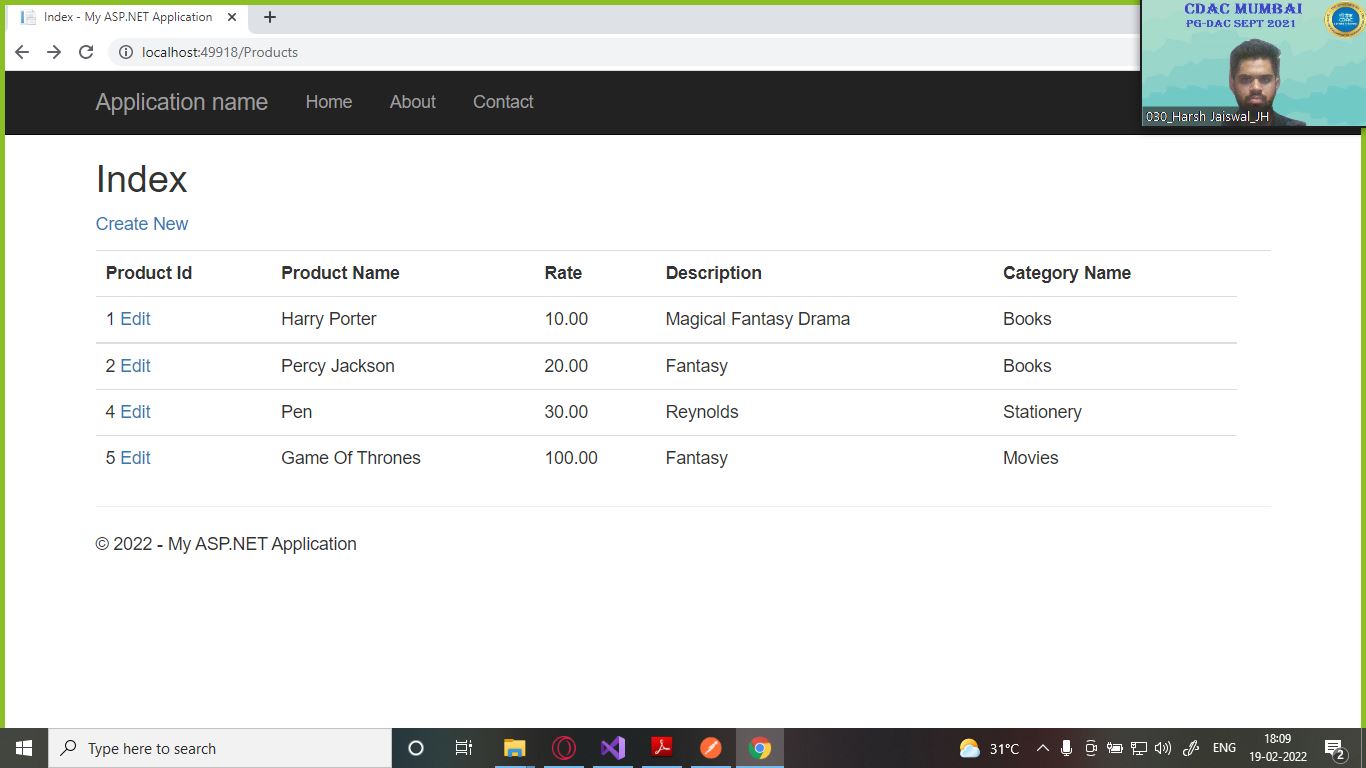 Index - My ASP.NET Application
localhost:49918/Products
CDAC MUMBAI
PG-DAC SEPT 2021
030_Harsh Jaiswal_JH
Application name Home About Contact
Index
Create New
Product Id Product Name Rate Description Category Name
1 Edit Harry Porter 10.00 Magical Fantasy Drama Books
2 Edit Percy Jackson 20.00 Fantasy Books
4 Edit Pen 30.00 Reynolds Stationery
5 Edit Game Of Thrones 100.00 Fantasy Movies
© 2022 - My ASP.NET Application
Type here to search
31°C
ENG
18:09
19-02-2022
2